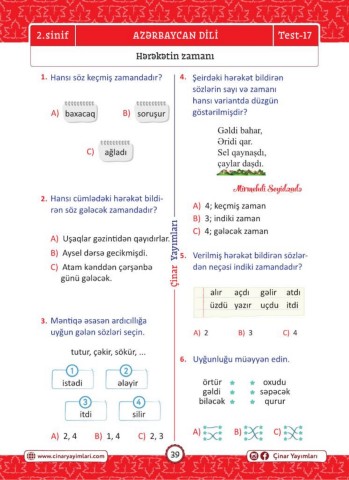 2.sinif
AZƏRBAYCAN DİLİ
Test-17
Hərəkətin zamanı
1. Hansı söz keçmiş zamandadır?
A) baxacaq
B) soruşur
C) ağladı
2. Hansı cümlədəki hərəkət bildi-
rən söz gələcək zamandadır?
A) Uşaqlar gəzintidən qayıdırlar.
B) Aysel dərsə gecikmişdi.
C) Atam kənddən çərşənbə
günü gələcək.
3. Məntiqə əsasən ardıcıllığa
uyğun gələn sözləri seçin.
tutur, çəkir, sökür, ...
1
istədi
2
ələyir
3
itdi
4
silir
A) 2, 4
B) 1, 4
C) 2, 3
Çinar Yayımları
4. Şeirdəki hərəkət bildirən
sözlərin sayı və zamanı
hansı variantda düzgün
göstərilmişdir?
Gəldi bahar,
Əridi qar.
Sel qaynaşdı,
çaylar daşdı.
Mirmehdi Seyidzadə
A) 4; keçmiş zaman
B) 3; indiki zaman
C) 4; gələcək zaman
5. Verilmiş hərəkət bildirən sözlər-
dən neçəsi indiki zamandadır?
alır açdı gəlir atdı
üzdü yazır uçdu itdi
A) 2
B) 3
C) 4
6. Uyğunluğu müəyyən edin.
örtür oxudu
gəldi səpəcək
biləcək qurur
A)
B)
C)
www.cinaryayimlari.com
39
Çinar Yayımları